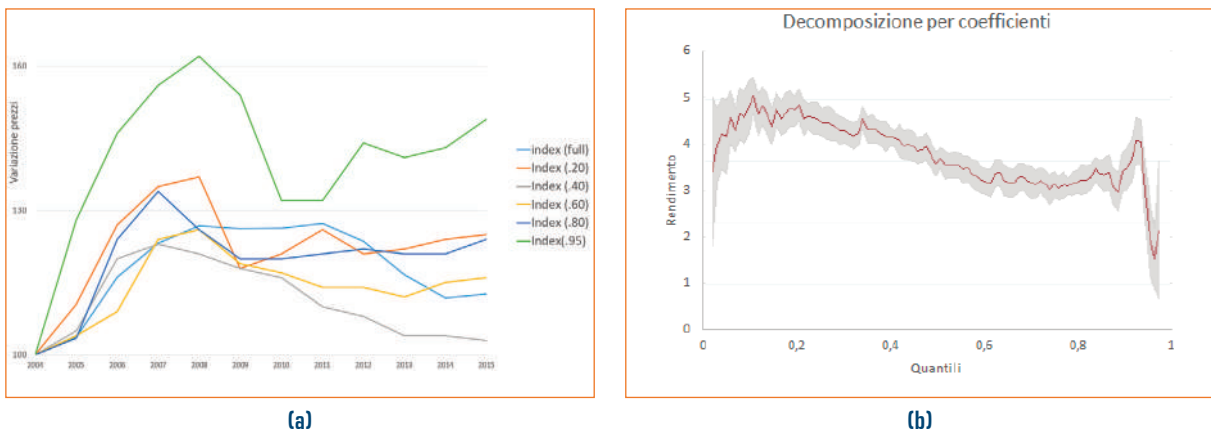 Variazione prezzi
160
130
100
2004 2005 2006 2007 2008 2009 2010 2011 2012 2013 2014 2015
index (full)
Index (.20)
Index (.40)
Index (.60)
Index (.80)
Index(.95)
(a)
Decomposizione per coefficienti
Rendimento
6
5
4
3
2
1
0
0 0,2 0,4 0,6 0,8 1
Quantili
(b)